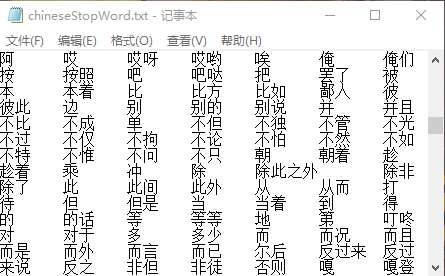 chineseStopWord.txt - 记事本
文件(F) 编辑(E) 格式(O) 查看(V) 帮助(H)
阿 哎 哎呀 哎哟 唉 俺 俺们
按 按照 吧 吧哒 把 罢了 被
本 本着 比 比方 比如 鄙人 彼
彼此 边 别 别的 别说 并 并且
不比 不成 单 不但 不独 不管 不光
不过 不仅 不拘 不论 不怕 不然 不如
不特 不惟 不问 不只 朝 朝着 趁
趁着 乘 冲 除 除此之外 除非
除了 此 此间 此外 从 从而 打
待 但 但是 当 当着 到 得
的 的话 等 等等 地 第 叮咚
对 对于 多 多少 而 而况 而且
而是 而外 而言 而已 尔后 反过来 反过
来说 反之 非但 非徒 否则 嘎 嘎登